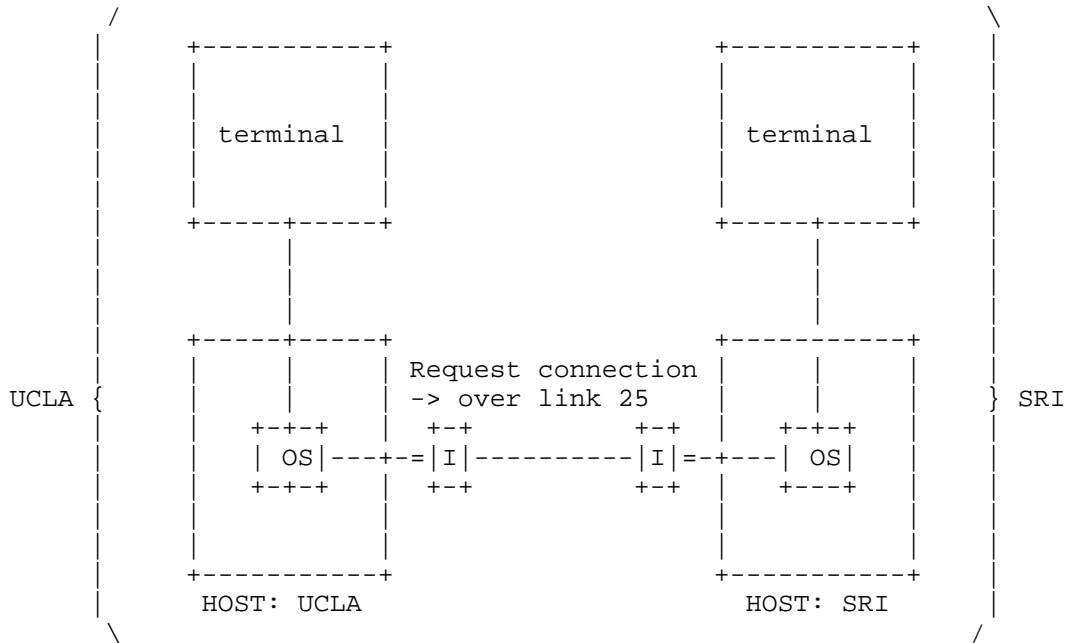 terminal terminal
Request connection
UCLA { -> over link 25 } SRI
OS I I OS
HOST: UCLA HOST: SRI